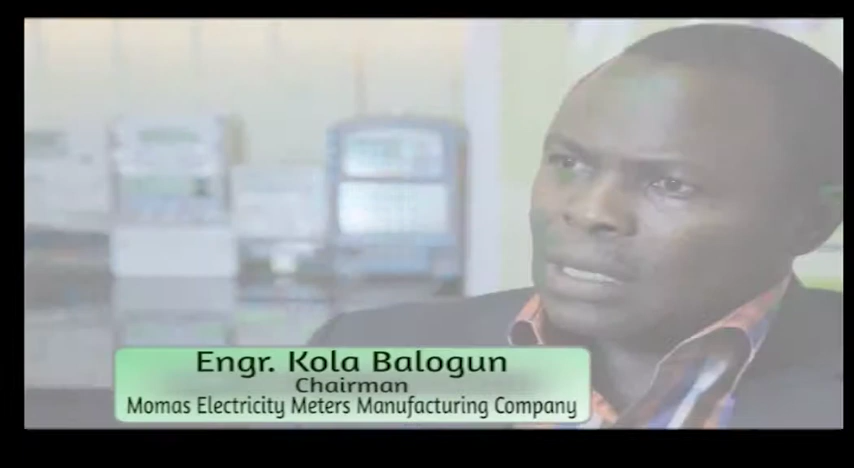 Engr. Kola Balogun
Chairman
Momas Electricity Meters Manufacturing Company